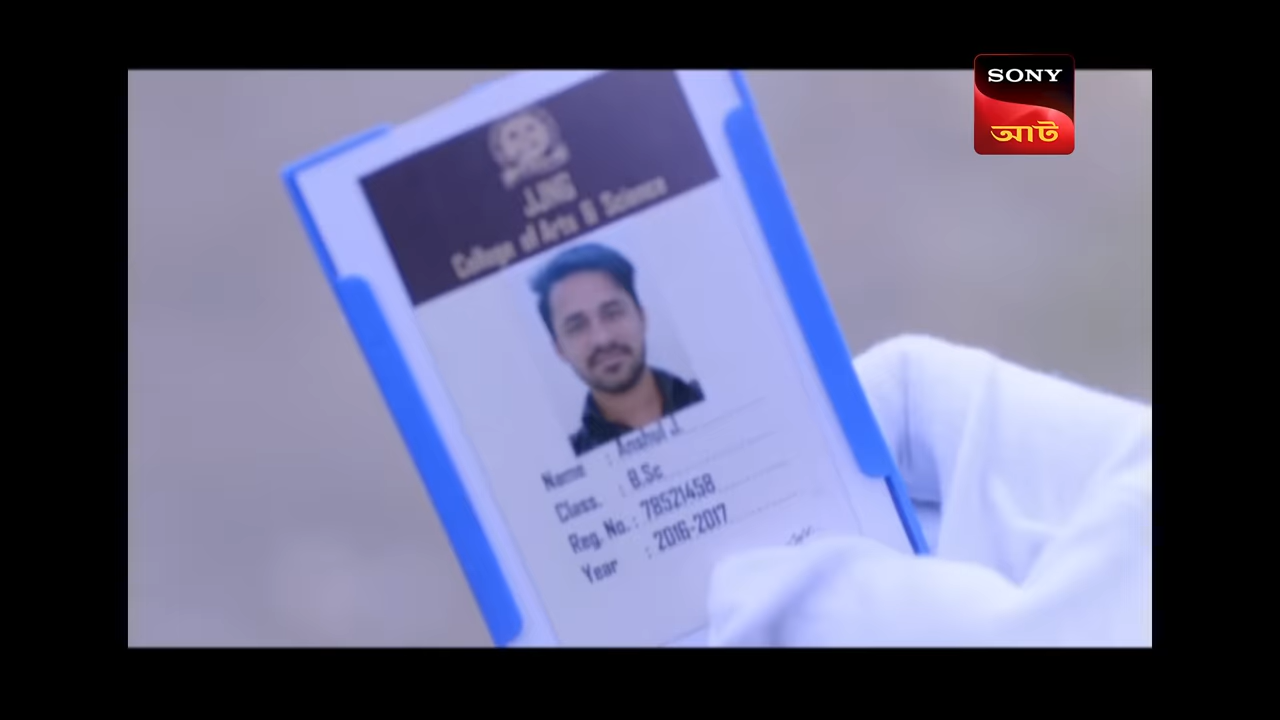 SONY
আট
JJNG
College of Arts & Science
Name : Anshul J.
Class. : B.Sc
Reg. No. : 78521458
Year : 2016-2017